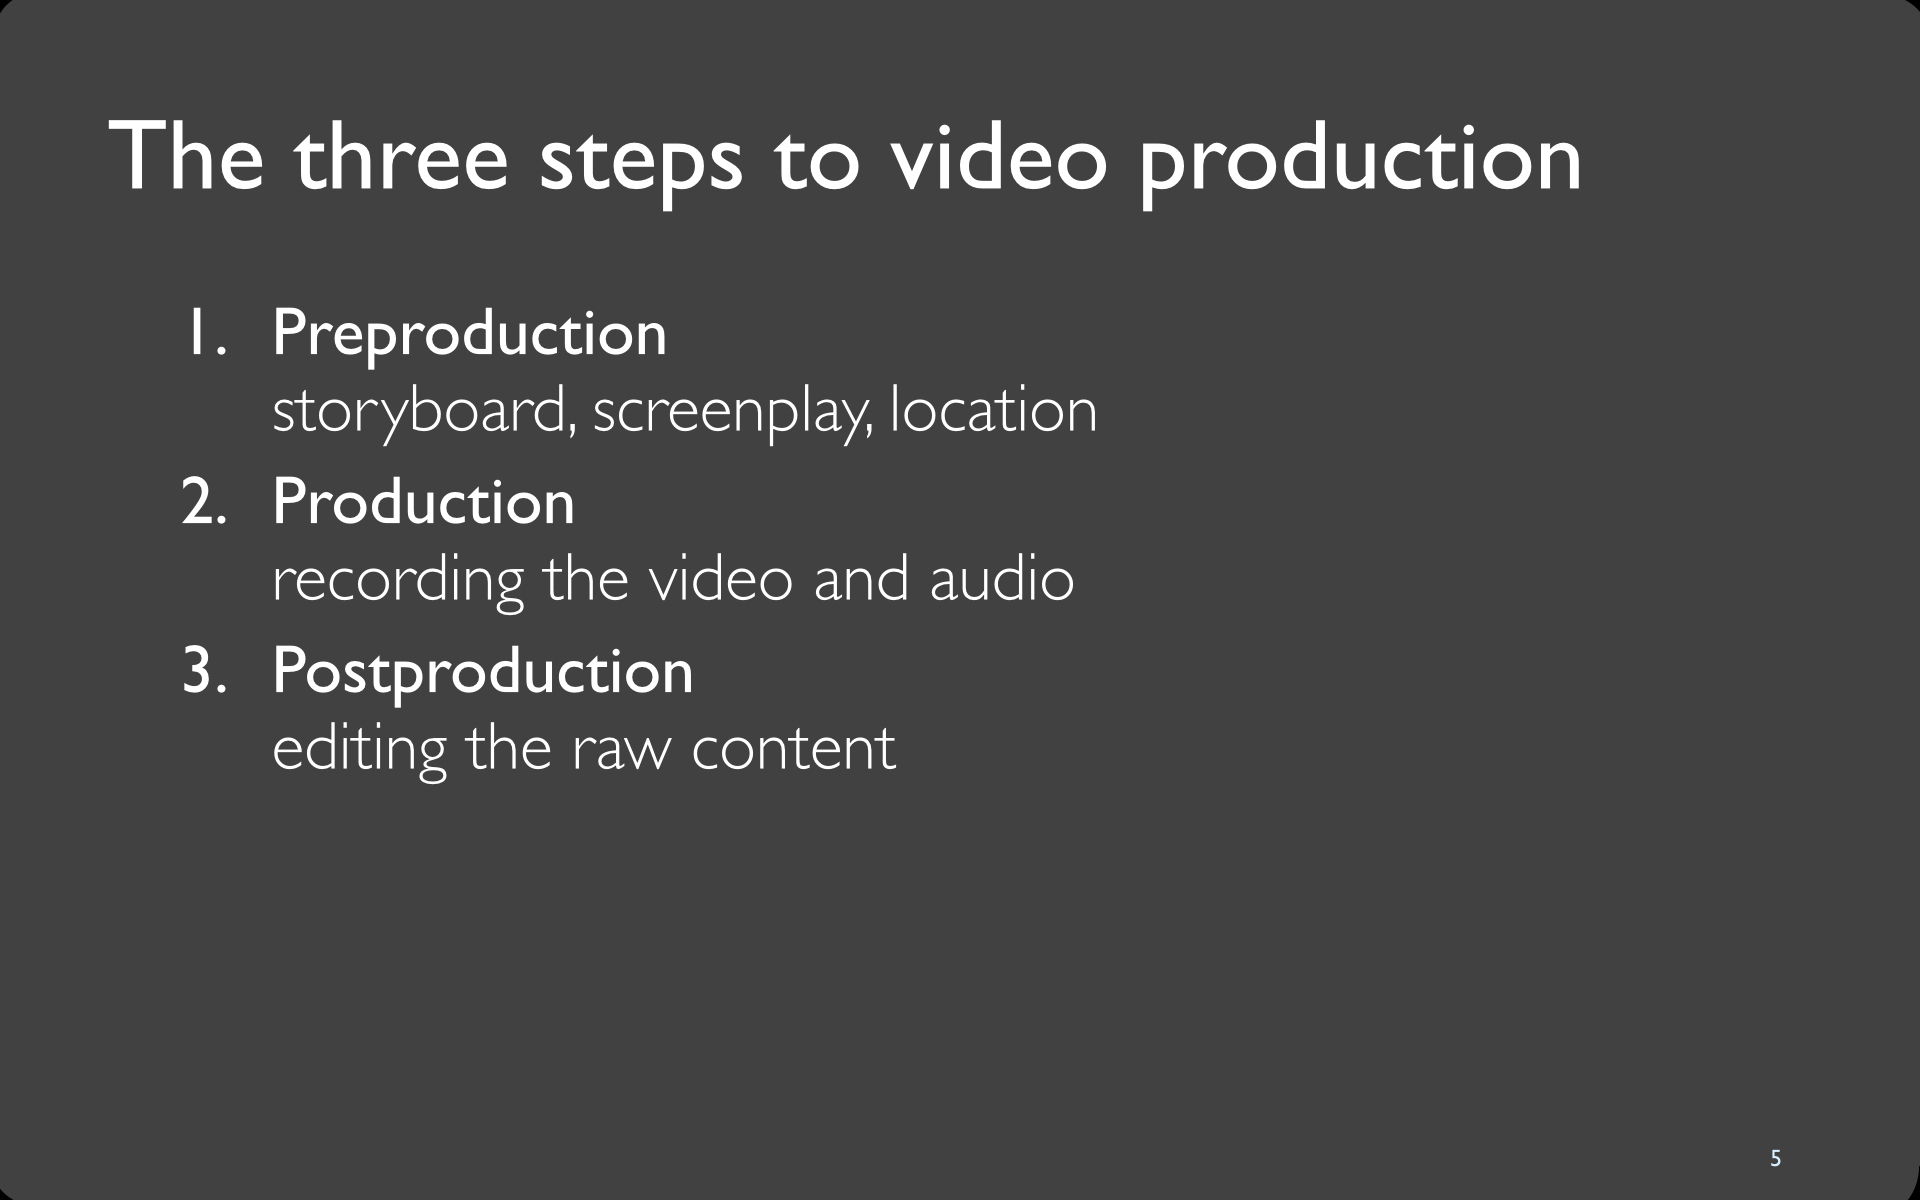 The three steps to video production
1. Preproduction
storyboard, screenplay, location
2. Production
recording the video and audio
3. Postproduction
editing the raw content
5